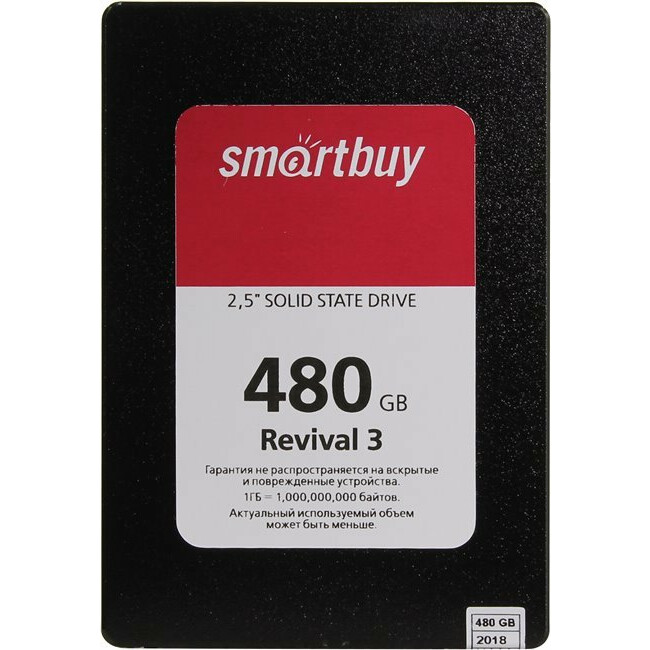 smartbuy
2,5" SOLID STATE DRIVE
480 GB
Revival 3
Гарантия не распространяется на вскрытые
и поврежденные устройства.
1ГБ = 1,000,000,000 байтов.
Актуальный используемый объем
может быть меньше.
480 GB
2018